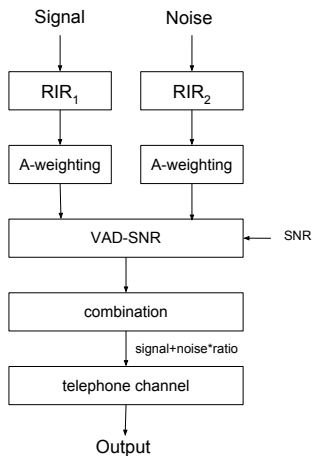 Signal Noise
RIR1 RIR2
A-weighting A-weighting
VAD-SNR SNR
combination
signal+noise*ratio
telephone channel
Output